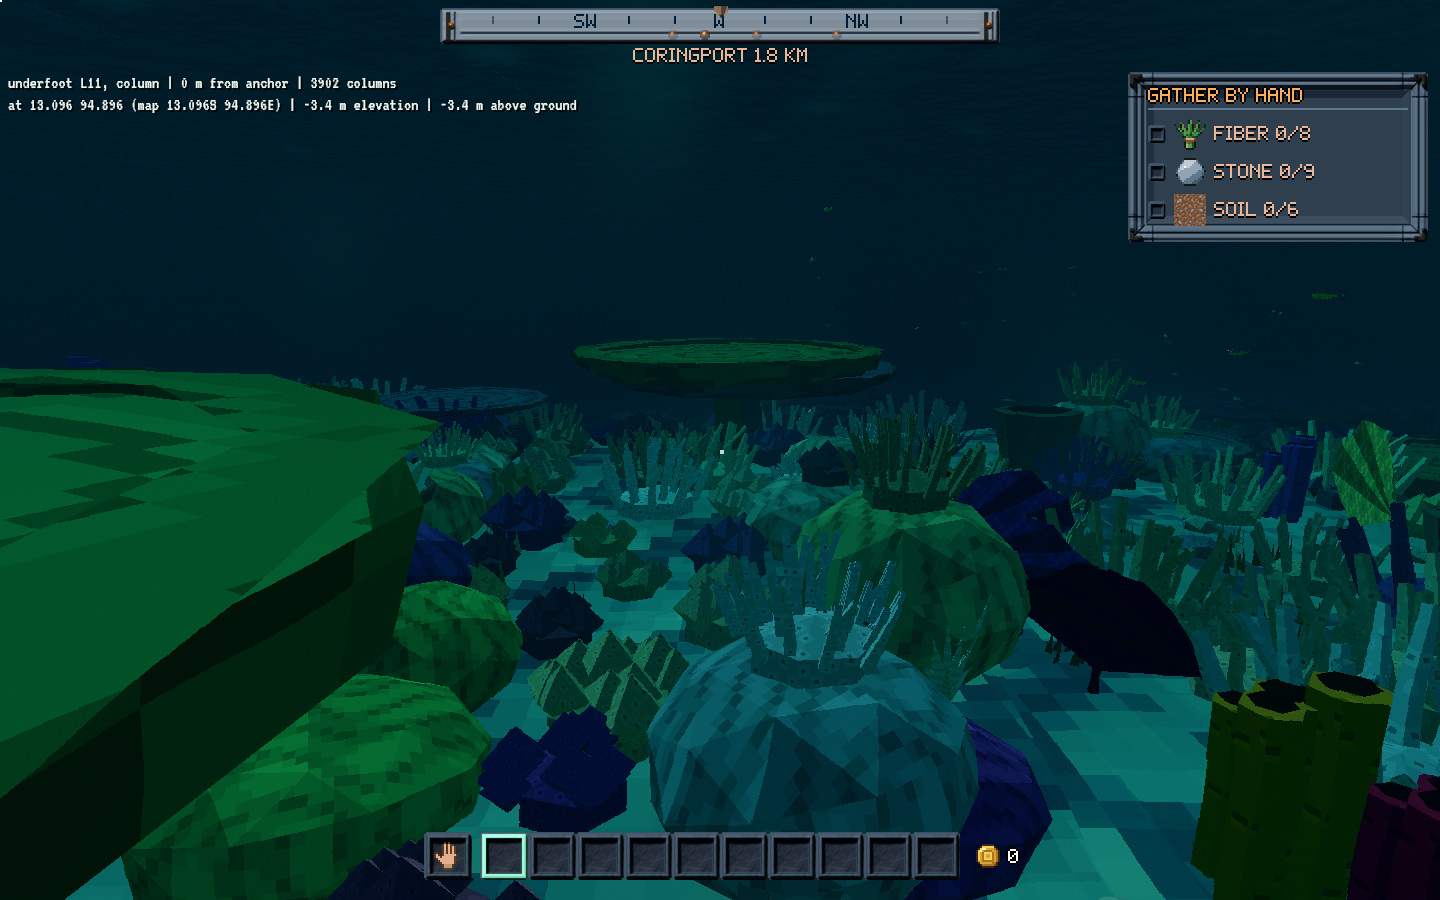 SW W NW
CORINGPORT 1.8 KM
underfoot L11, column | 0 m from anchor | 3902 columns
at 13.096 94.896 (map 13.096S 94.896E) | -3.4 m elevation | -3.4 m above ground
GATHER BY HAND
FIBER 0/8
STONE 0/9
SOIL 0/6
0